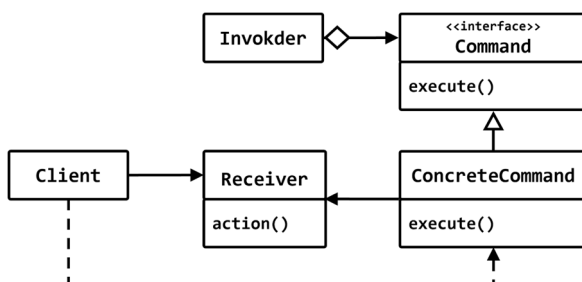 Invokder
<<interface>>
Command
execute()
Client
Receiver
action()
ConcreteCommand
execute()